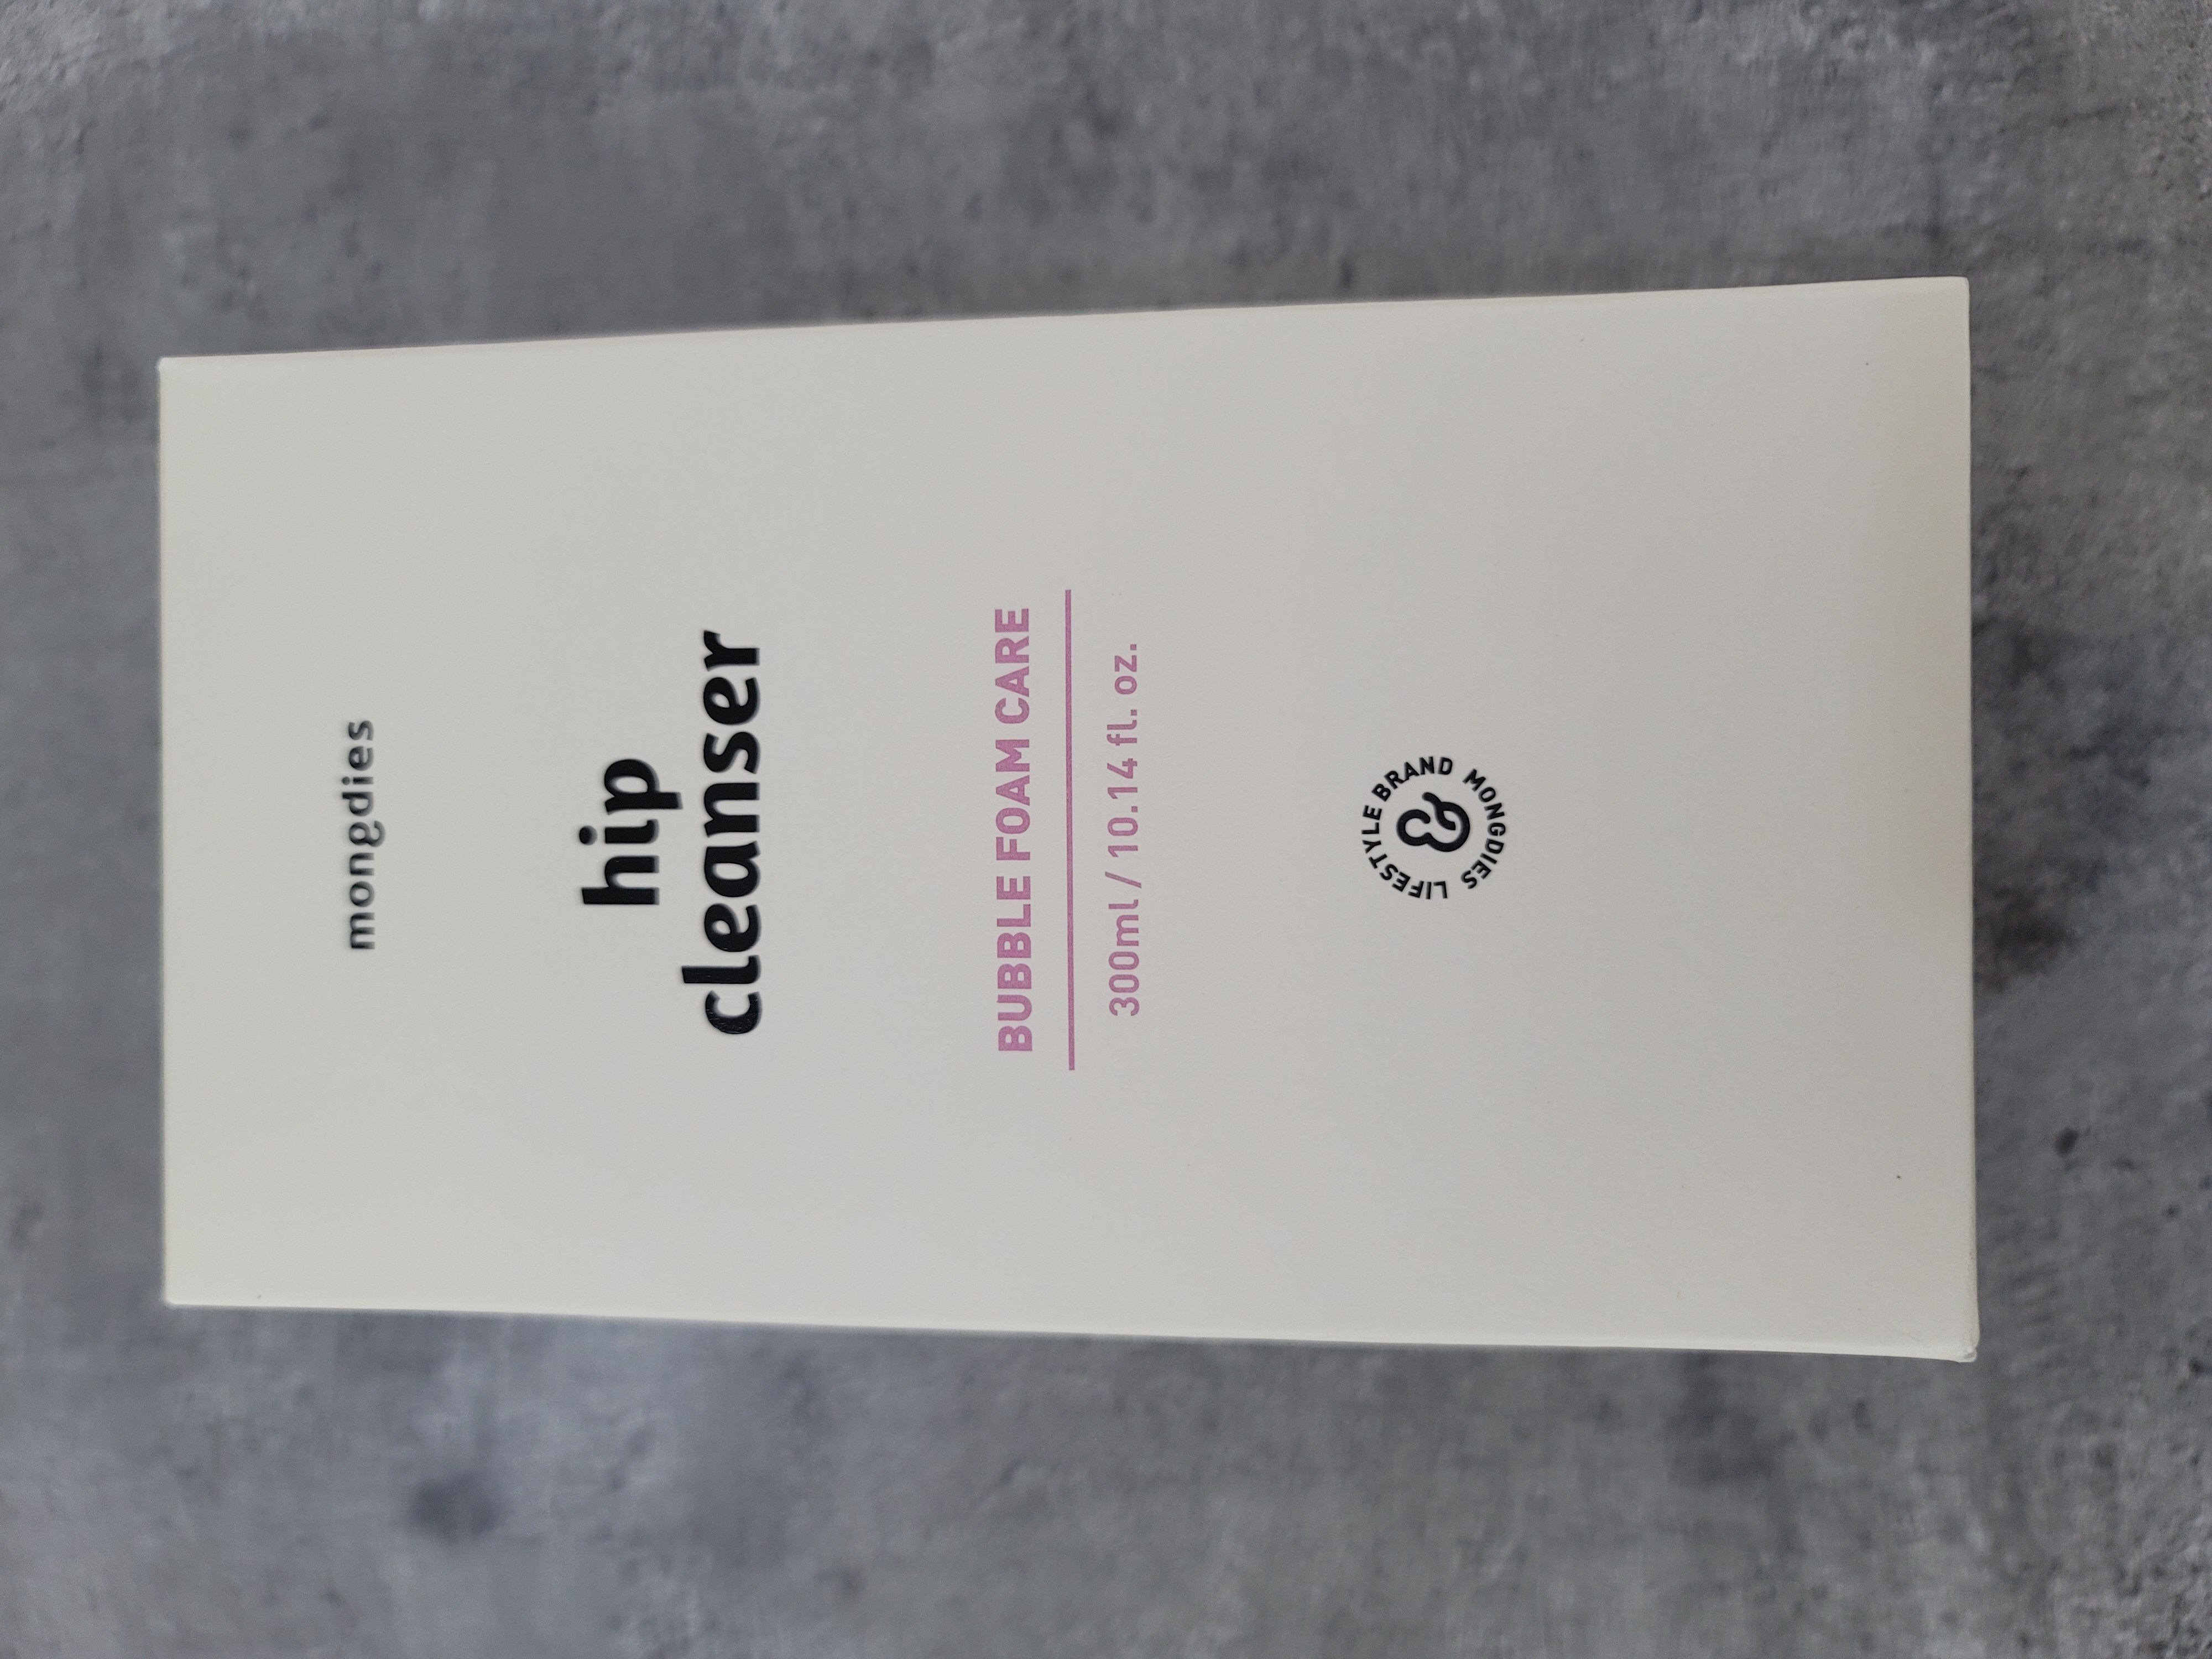 mongdies
hip
cleanser
BUBBLE FOAM CARE
300ml / 10.14 fl. oz.
LIFESTYLE BRAND MONGDIES
&